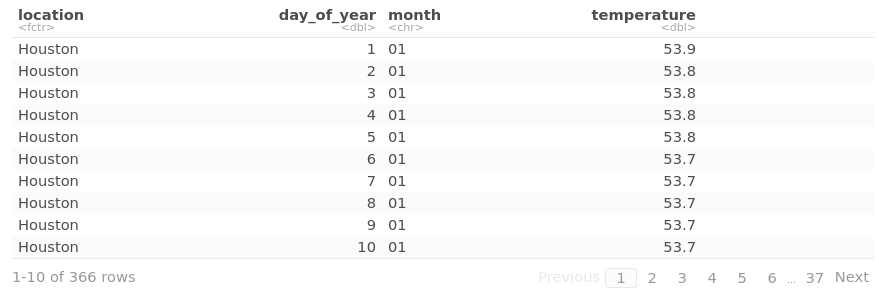 location day_of_year month temperature
<fctr> <dbl> <chr> <dbl>
Houston 1 01 53.9
Houston 2 01 53.8
Houston 3 01 53.8
Houston 4 01 53.8
Houston 5 01 53.8
Houston 6 01 53.7
Houston 7 01 53.7
Houston 8 01 53.7
Houston 9 01 53.7
Houston 10 01 53.7
1-10 of 366 rows Previous 1 2 3 4 5 6 ... 37 Next